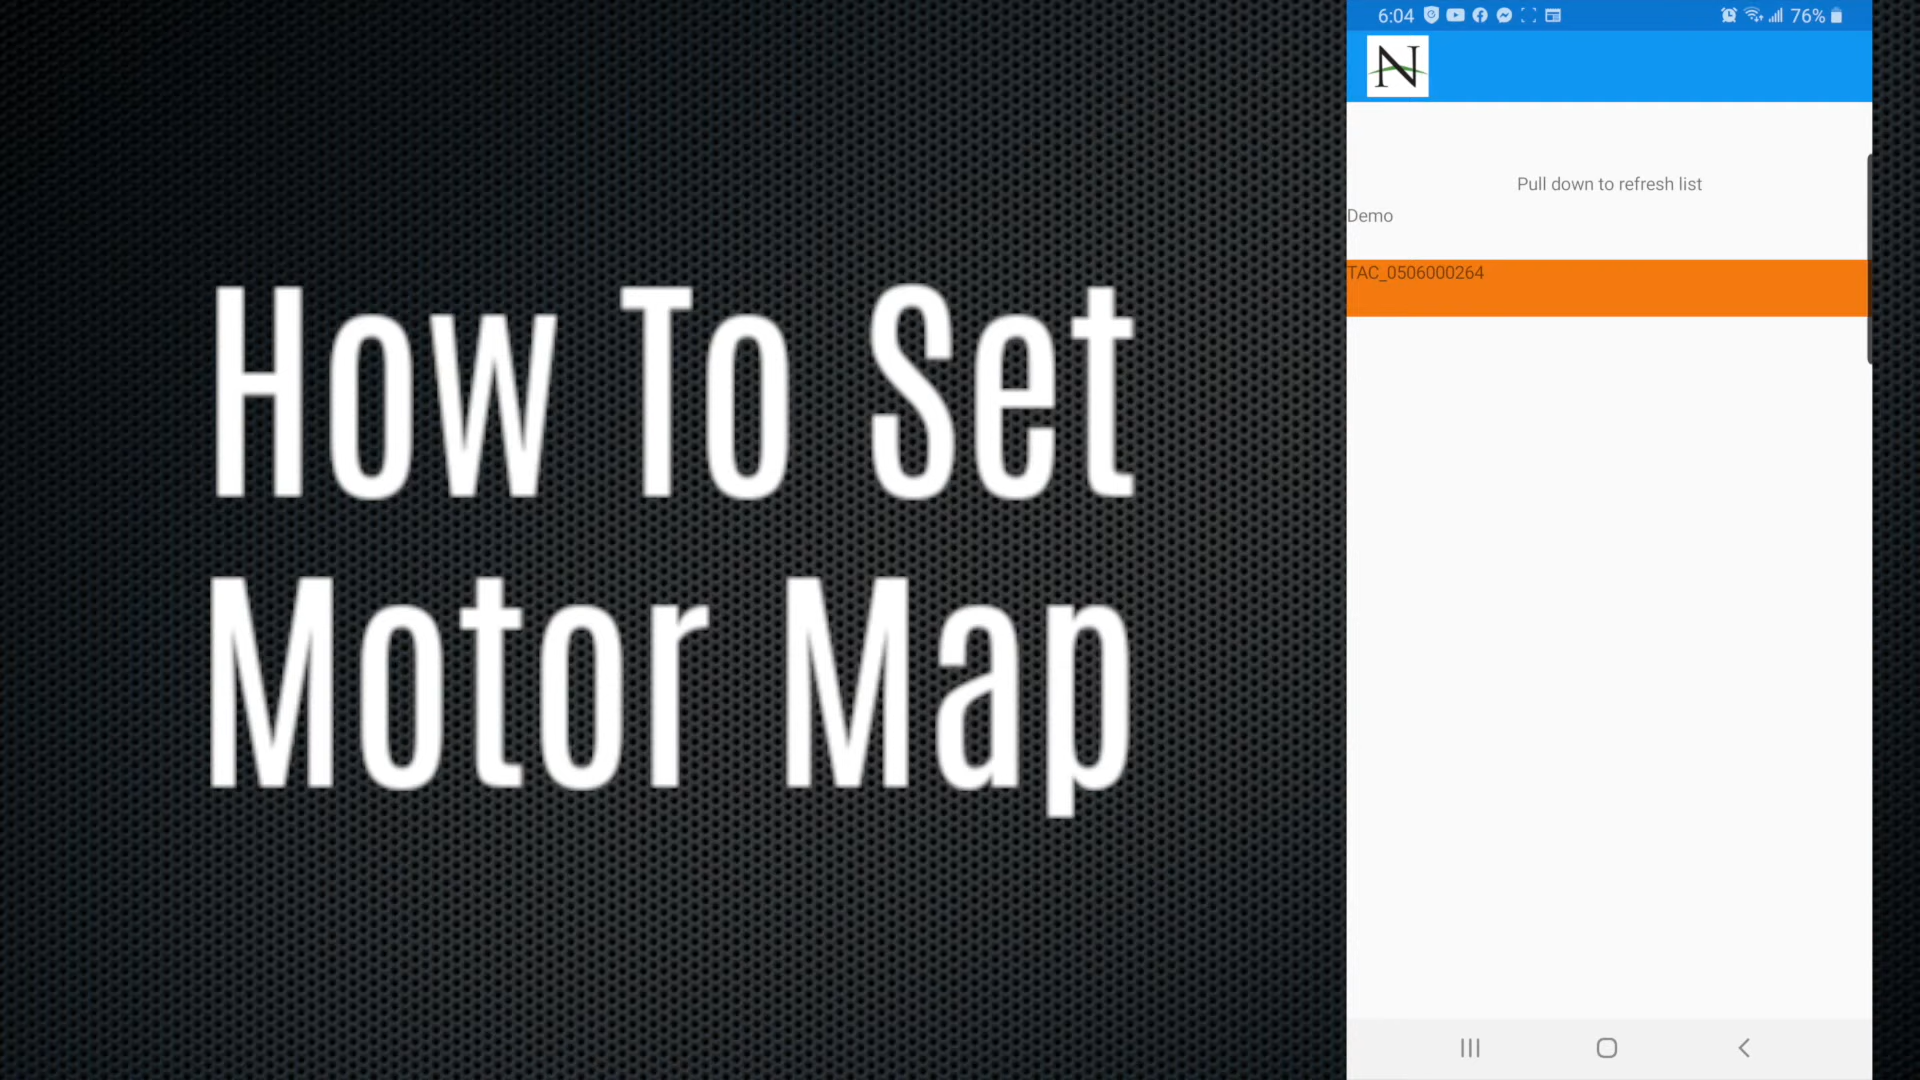 How To Set
Motor Map
6:04
76%
N
Pull down to refresh list
Demo
TAC_0506000264